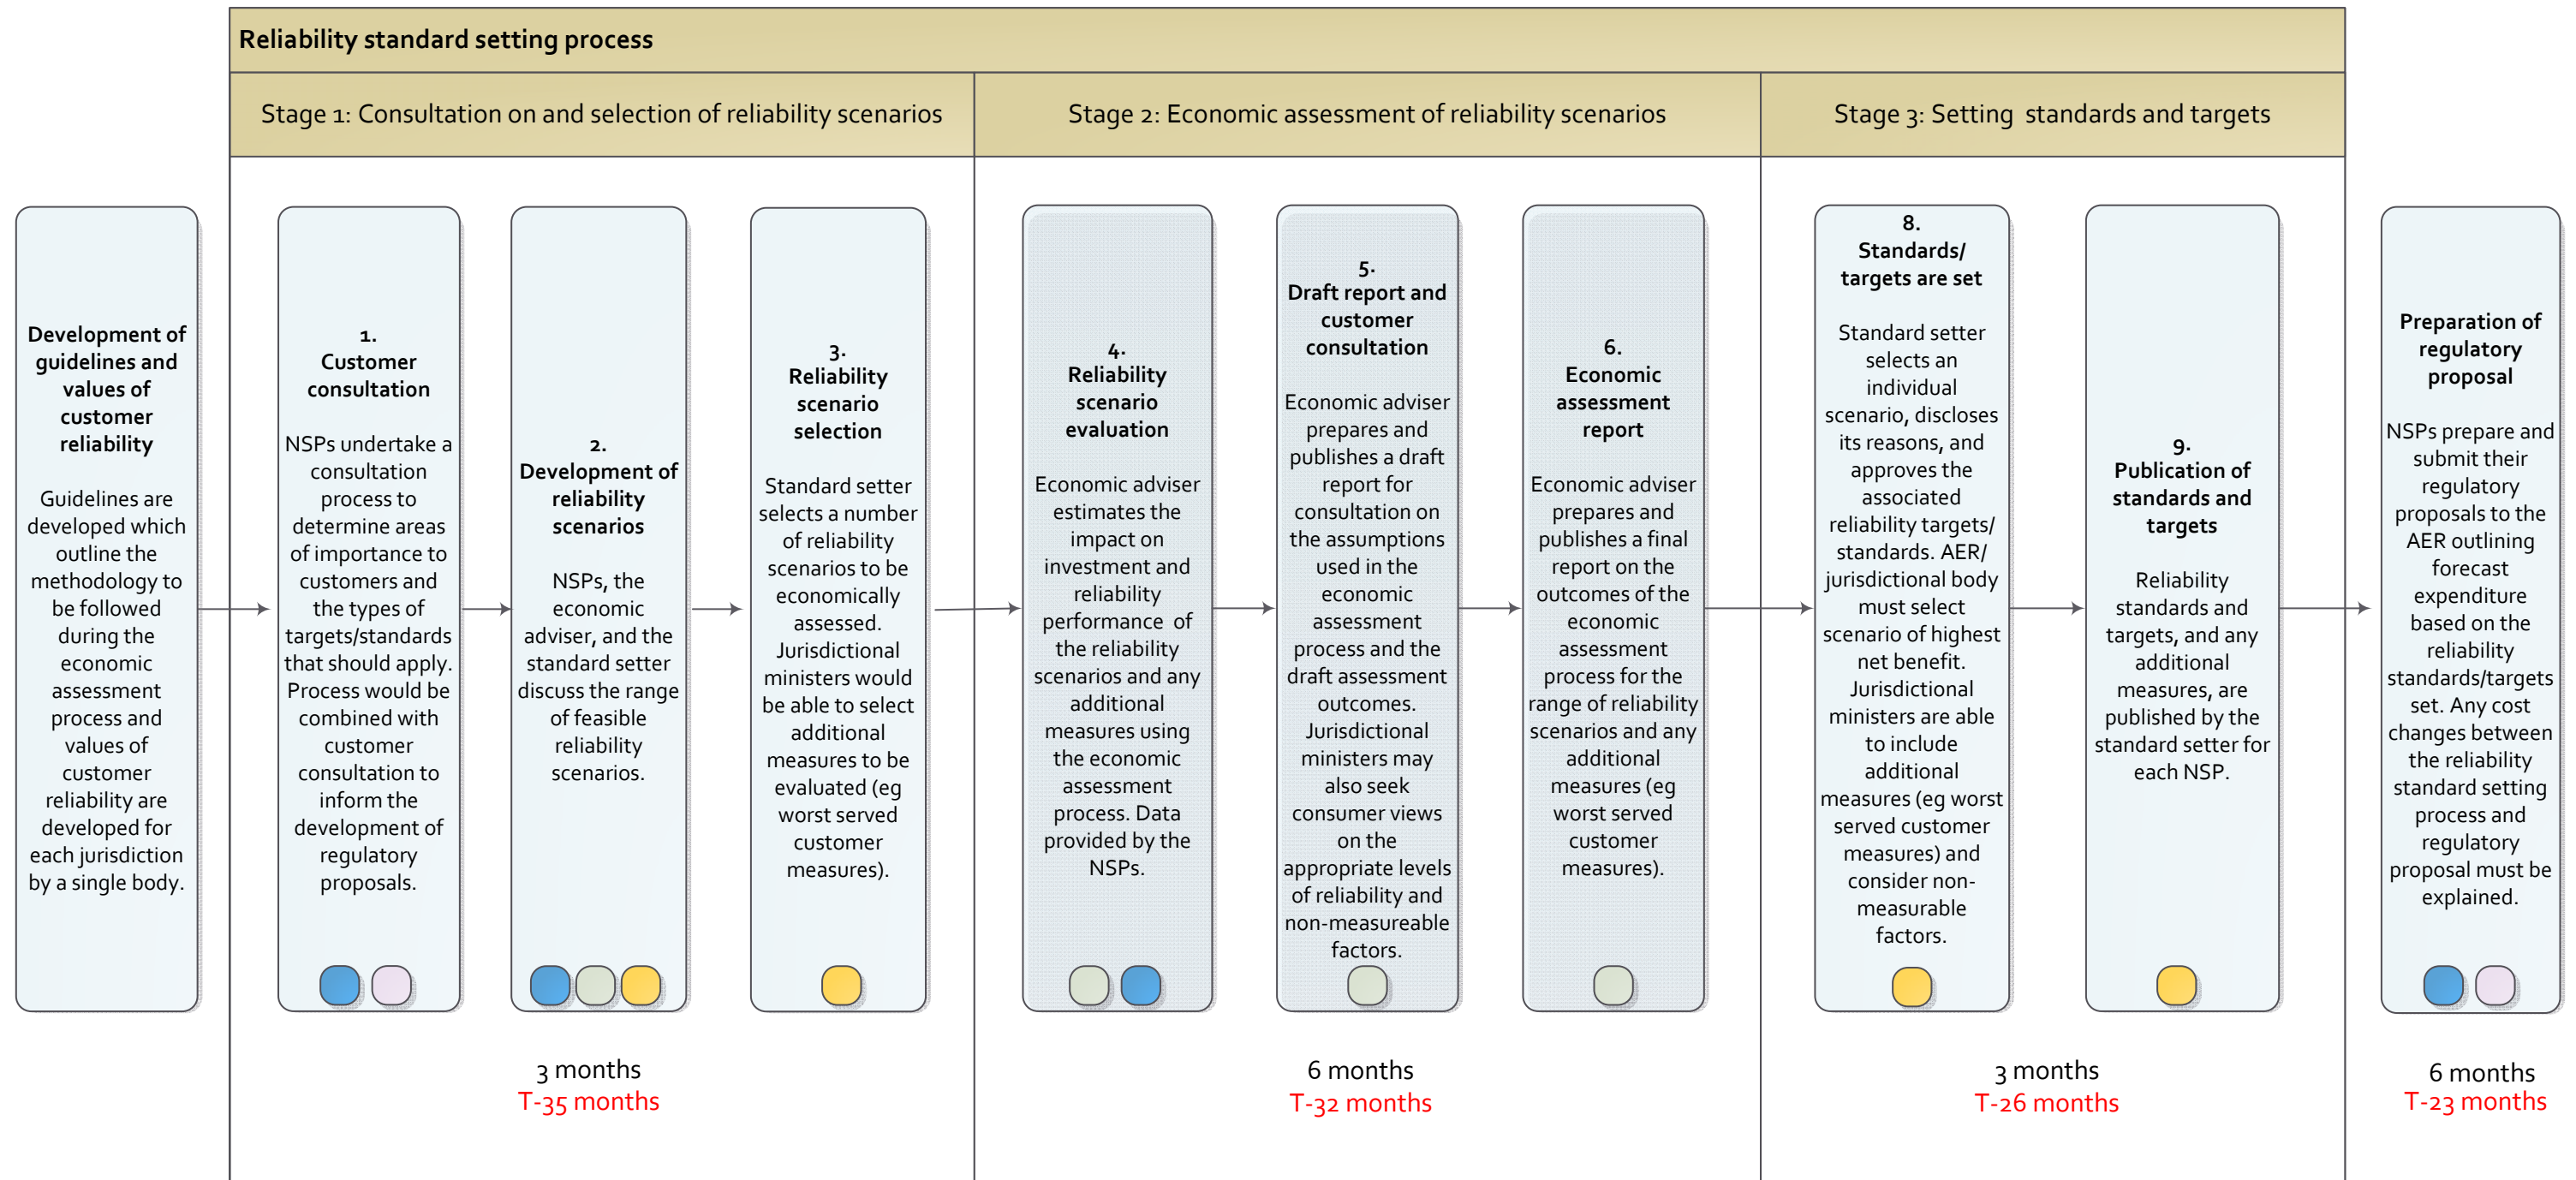 Reliability standard setting process
Stage 1: Consultation on and selection of reliability scenarios
Stage 2: Economic assessment of reliability scenarios
Stage 3: Setting standards and targets
Development of
guidelines and
values of
customer
reliability
Guidelines are
developed which
outline the
methodology to
be followed
during the
economic
assessment
process and
values of
customer
reliability are
developed for
each jurisdiction
by a single body.
1.
Customer
consultation
NSPs undertake a
consultation
process to
determine areas
of importance to
customers and
the types of
targets/standards
that should apply.
Process would be
combined with
customer
consultation to
inform the
development of
regulatory
proposals.
2.
Development of
reliability
scenarios
NSPs, the
economic
adviser, and the
standard setter
discuss the range
of feasible
reliability
scenarios.
3.
Reliability
scenario
selection
Standard setter
selects a number
of reliability
scenarios to be
economically
assessed.
Jurisdictional
ministers would
be able to select
additional
measures to be
evaluated (eg
worst served
customer
measures).
4.
Reliability
scenario
evaluation
Economic adviser
estimates the
impact on
investment and
reliability
performance of
the reliability
scenarios and any
additional
measures using
the economic
assessment
process. Data
provided by the
NSPs.
5.
Draft report and
customer
consultation
Economic adviser
prepares and
publishes a draft
report for
consultation on
the assumptions
used in the
economic
assessment
process and the
draft assessment
outcomes.
Jurisdictional
ministers may
also seek
consumer views
on the
appropriate levels
of reliability and
non-measureable
factors.
6.
Economic
assessment
report
Economic adviser
prepares and
publishes a final
report on the
outcomes of the
economic
assessment
process for the
range of reliability
scenarios and any
additional
measures (eg
worst served
customer
measures).
8.
Standards/
targets are set
Standard setter
selects an
individual
scenario, discloses
its reasons, and
approves the
associated
reliability targets/
standards. AER/
jurisdictional body
must select
scenario of highest
net benefit.
Jurisdictional
ministers are able
to include
additional
measures (eg worst
served customer
measures) and
consider non-
measurable
factors.
9.
Publication of
standards and
targets
Reliability
standards and
targets, and any
additional
measures, are
published by the
standard setter for
each NSP.
Preparation of
regulatory
proposal
NSPs prepare and
submit their
regulatory
proposals to the
AER outlining
forecast
expenditure
based on the
reliability
standards/targets
set. Any cost
changes between
the reliability
standard setting
process and
regulatory
proposal must be
explained.
3 months
T-35 months
6 months
T-32 months
3 months
T-26 months
6 months
T-23 months